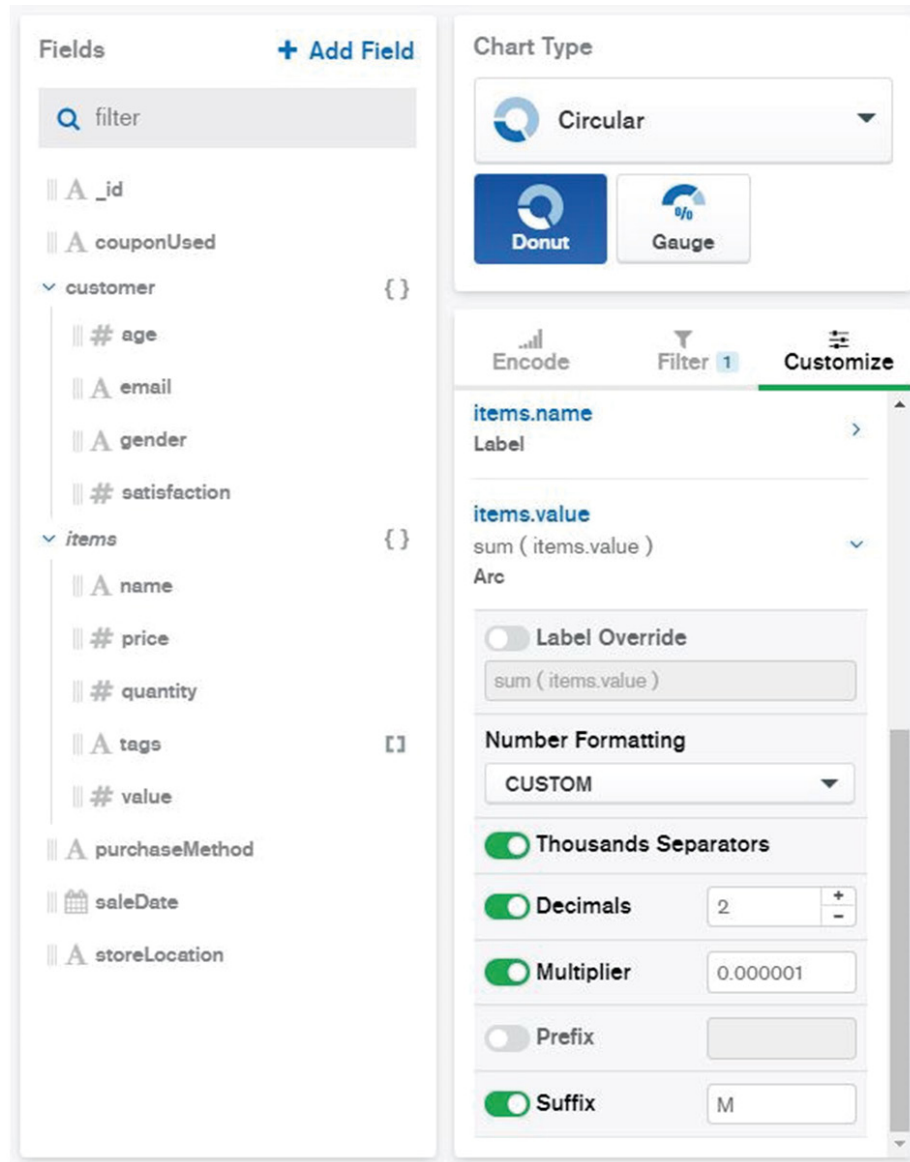 Fields + Add Field
filter
A _id
A couponUsed
customer { }
# age
A email
A gender
# satisfaction
items { }
A name
# price
# quantity
A tags [ ]
# value
A purchaseMethod
saleDate
A storeLocation
Chart Type
Circular
Donut
%
Gauge
Encode
Filter 1
Customize
items.name
Label
items.value
sum ( items.value )
Arc
Label Override
sum ( items.value )
Number Formatting
CUSTOM
Thousands Separators
Decimals 2 + -
Multiplier 0.000001
Prefix
Suffix M